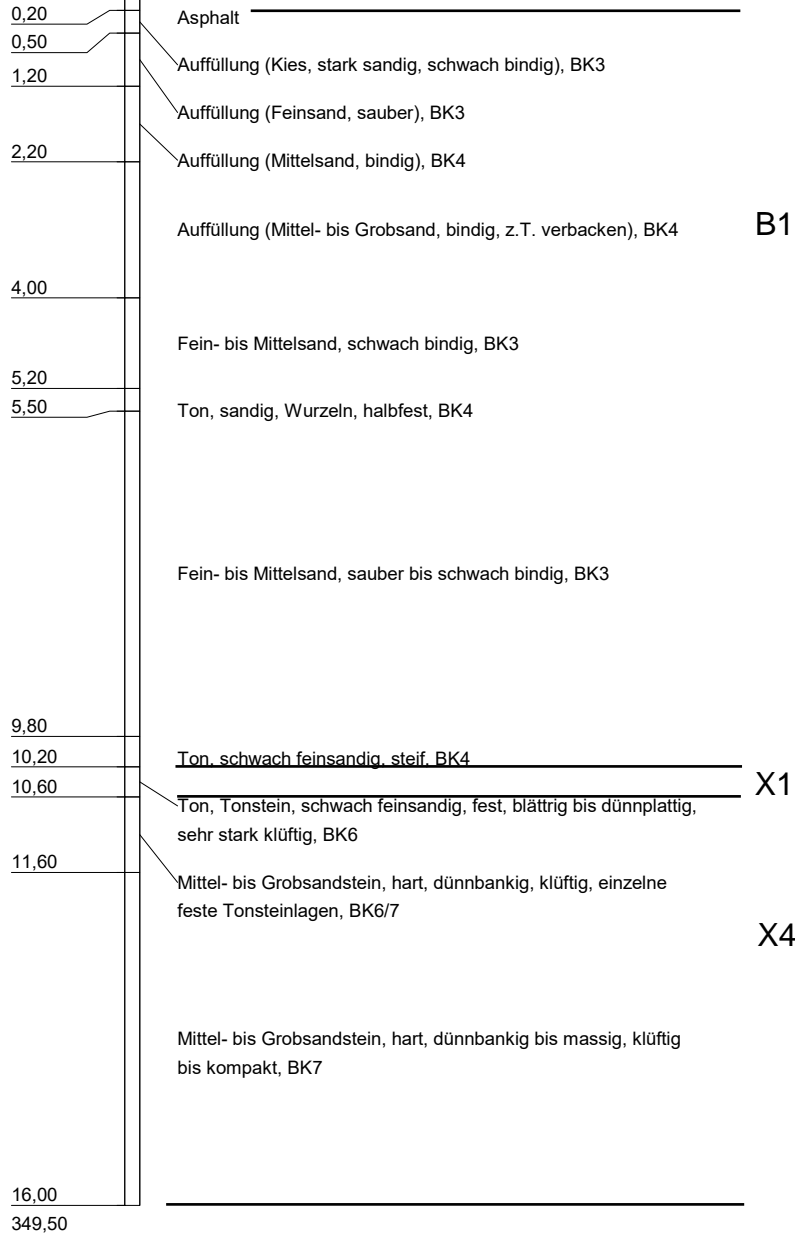 0,20
Asphalt
0,50
Auffüllung (Kies, stark sandig, schwach bindig), BK3
1,20
Auffüllung (Feinsand, sauber), BK3
2,20
Auffüllung (Mittelsand, bindig), BK4
Auffüllung (Mittel- bis Grobsand, bindig, z.T. verbacken), BK4
B1
4,00
Fein- bis Mittelsand, schwach bindig, BK3
5,20
5,50
Ton, sandig, Wurzeln, halbfest, BK4
Fein- bis Mittelsand, sauber bis schwach bindig, BK3
9,80
10,20
Ton, schwach feinsandig, steif, BK4
X1
10,60
Ton, Tonstein, schwach feinsandig, fest, blättrig bis dünnplattig,
sehr stark klüftig, BK6
11,60
Mittel- bis Grobsandstein, hart, dünnbankig, klüftig, einzelne
feste Tonsteinlagen, BK6/7
X4
Mittel- bis Grobsandstein, hart, dünnbankig bis massig, klüftig
bis kompakt, BK7
16,00
349,50